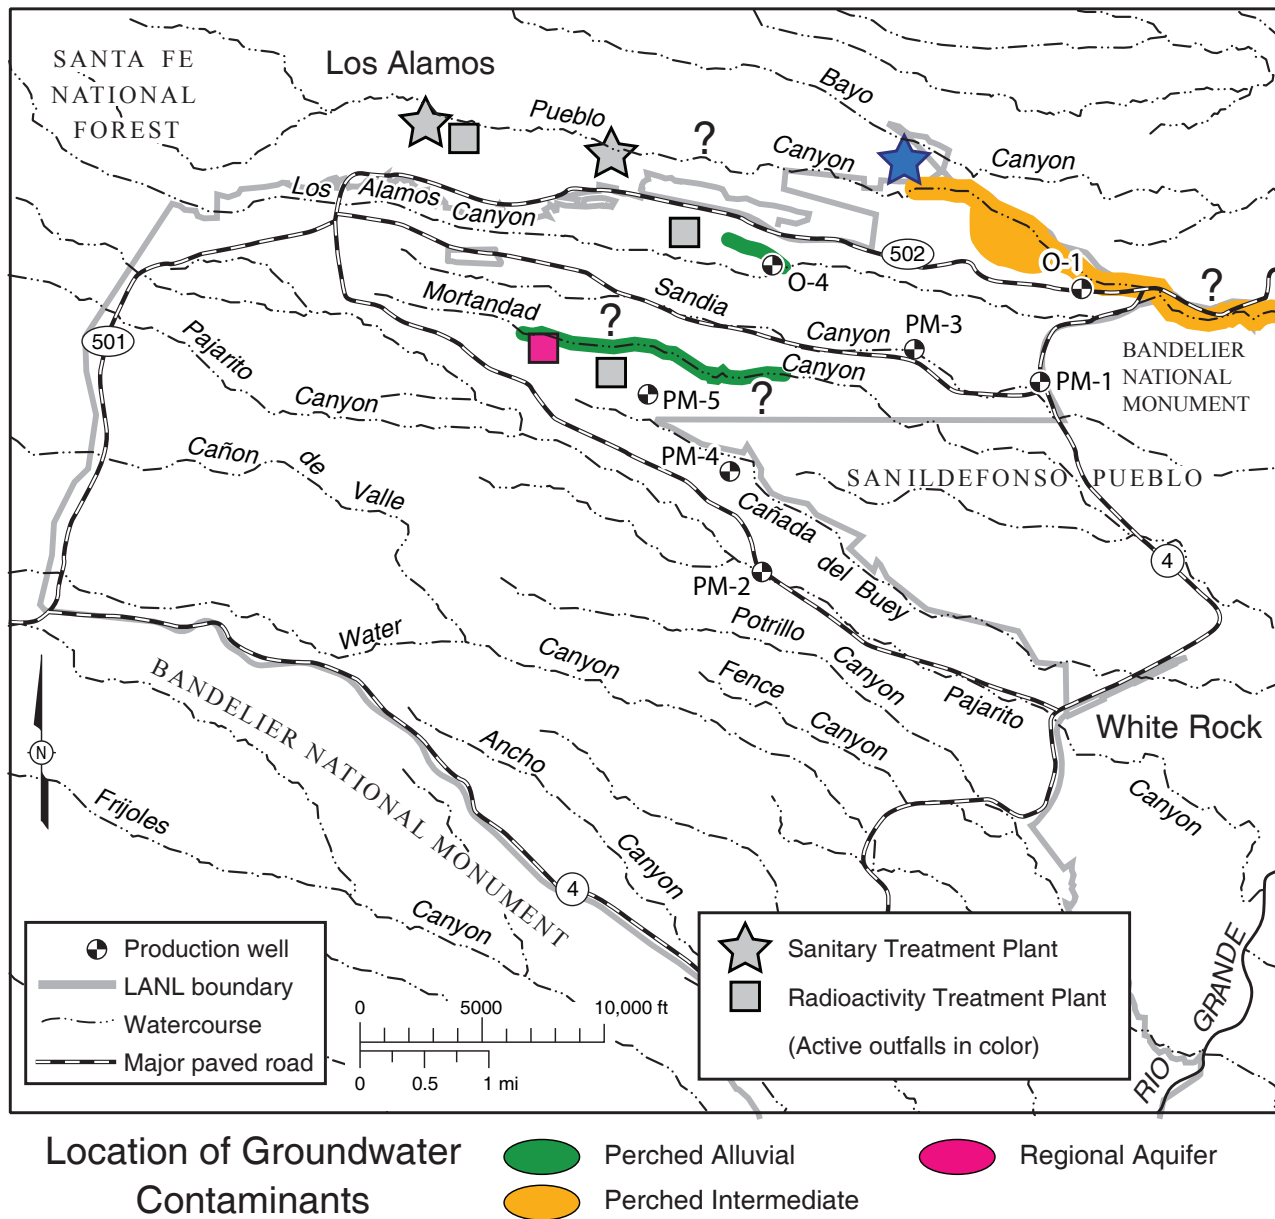 SANTA FE
NATIONAL
FOREST
Los Alamos
Bayo
Pueblo
?
Canyon
Canyon
Los Alamos Canyon
502
O-1
?
O-4
Sandia
Mortandad
?
Canyon
PM-3
501
Pajarito
Canyon
BANDELIER
NATIONAL
MONUMENT
PM-1
PM-5
?
Canyon
Cañon de Valle
PM-4
SANILDEFONSO PUEBLO
Cañada del Buey
4
PM-2
Water
Canyon
Potrillo
Canyon
Fence
Canyon
Pajarito
White Rock
BANDELIER NATIONAL MONUMENT
N
Ancho
Canyon
Canyon
Frijoles
Canyon
4
RIO GRANDE
Production well
LANL boundary
Watercourse
Major paved road
0 5000 10,000 ft
0 0.5 1 mi
Sanitary Treatment Plant
Radioactivity Treatment Plant
(Active outfalls in color)
Location of Groundwater
Contaminants
Perched Alluvial
Regional Aquifer
Perched Intermediate